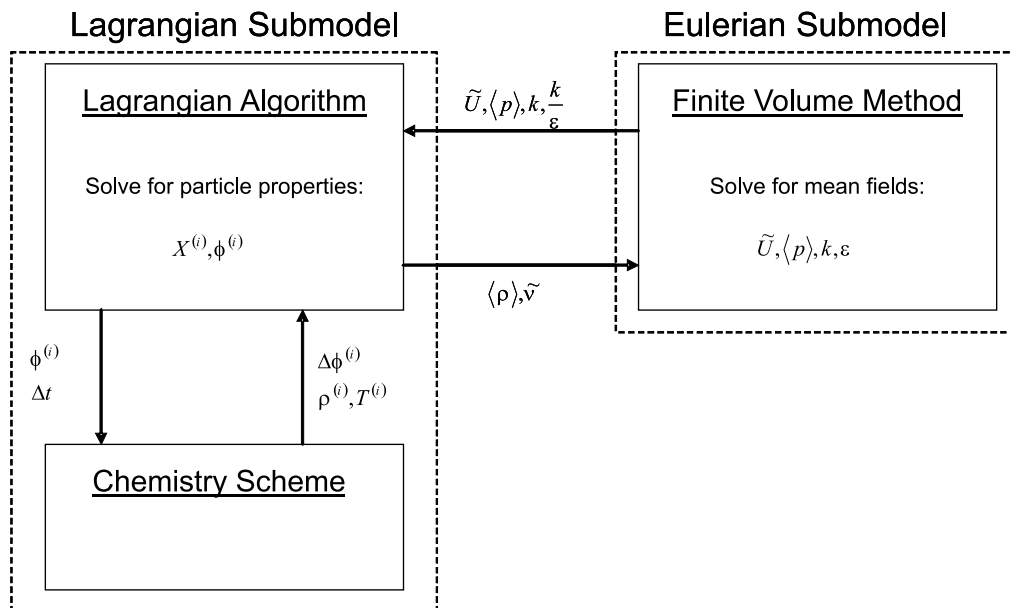 Lagrangian Submodel
Eulerian Submodel
Lagrangian Algorithm
Solve for particle properties:
X⁽ⁱ⁾,ϕ⁽ⁱ⁾
Ũ,⟨p⟩,k,k/ε
⟨ρ⟩,ν̃
Finite Volume Method
Solve for mean fields:
Ũ,⟨p⟩,k,ε
ϕ⁽ⁱ⁾
Δt
Δϕ⁽ⁱ⁾
ρ⁽ⁱ⁾,T⁽ⁱ⁾
Chemistry Scheme